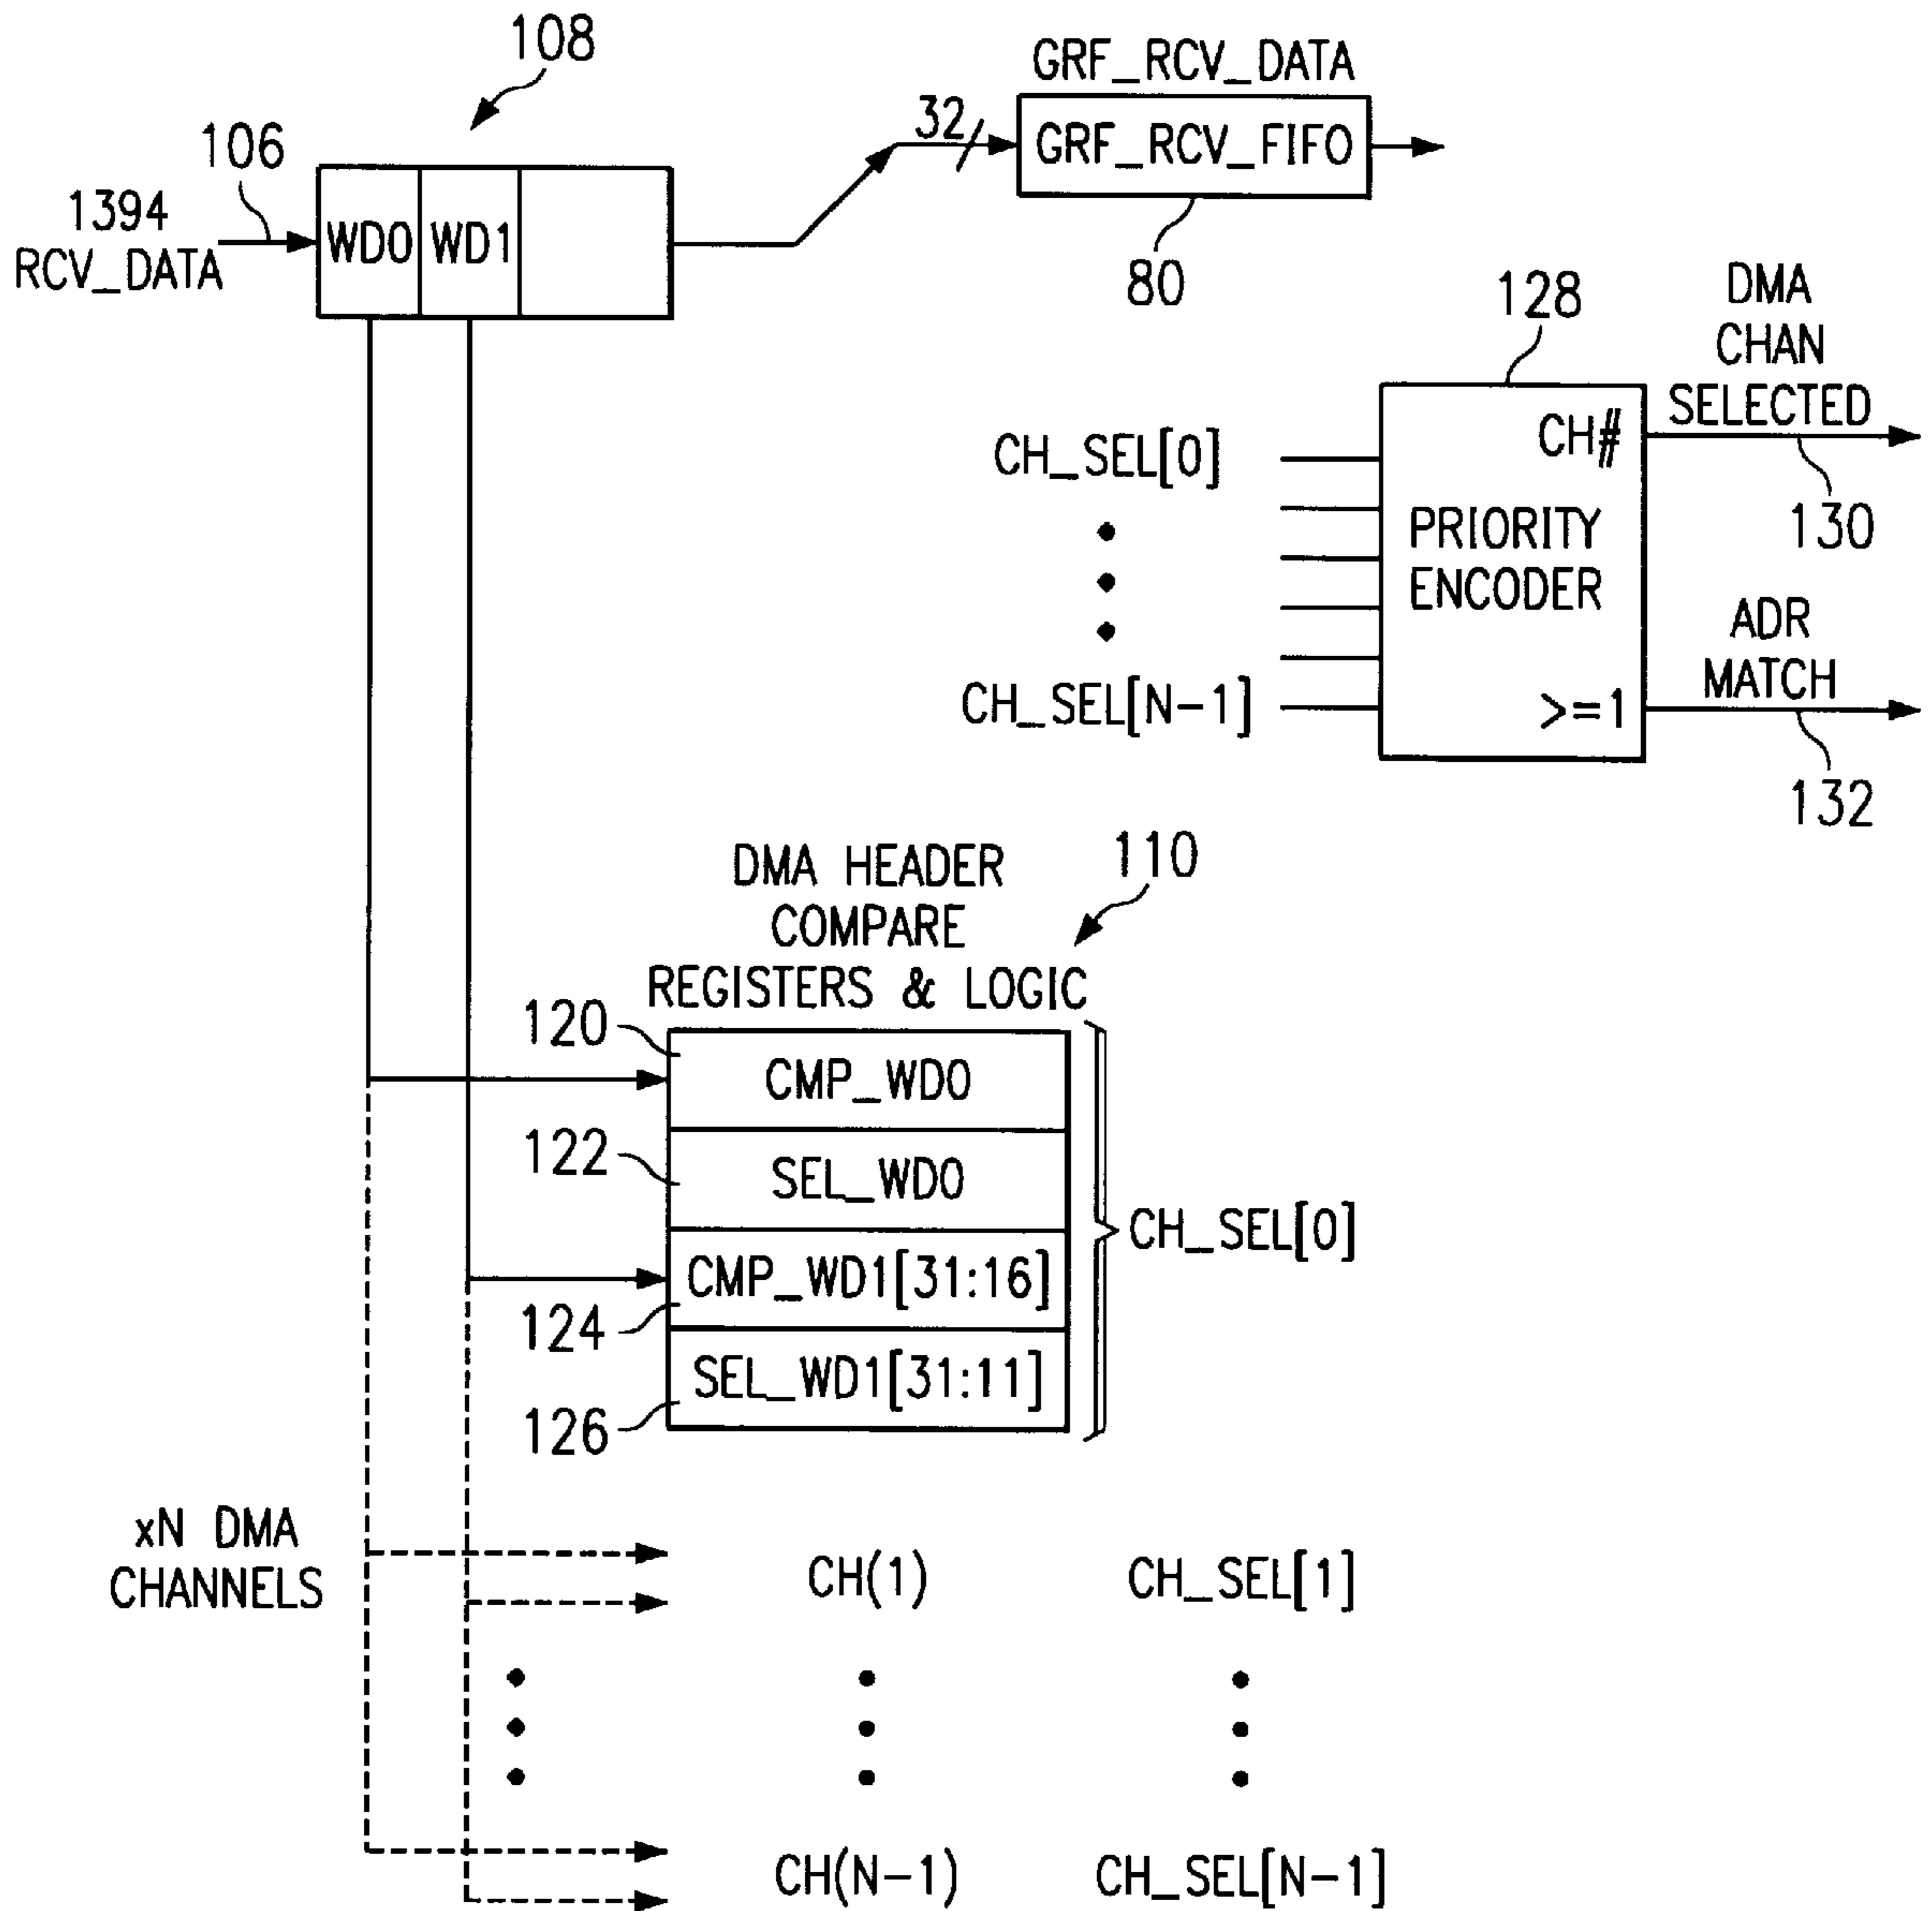 108
GRF_RCV_DATA
106
32
GRF_RCV_FIFO
1394
RCV_DATA
WD0
WD1
80
128
DMA
CHAN
SELECTED
CH_SEL[0]
CH#
130
PRIORITY
ENCODER
ADR
MATCH
CH_SEL[N-1]
>=1
132
DMA HEADER
COMPARE
REGISTERS & LOGIC
110
120
CMP_WD0
122
SEL_WD0
CH_SEL[0]
CMP_WD1[31:16]
124
SEL_WD1[31:11]
126
xN DMA
CHANNELS
CH(1)
CH_SEL[1]
CH(N-1)
CH_SEL[N-1]